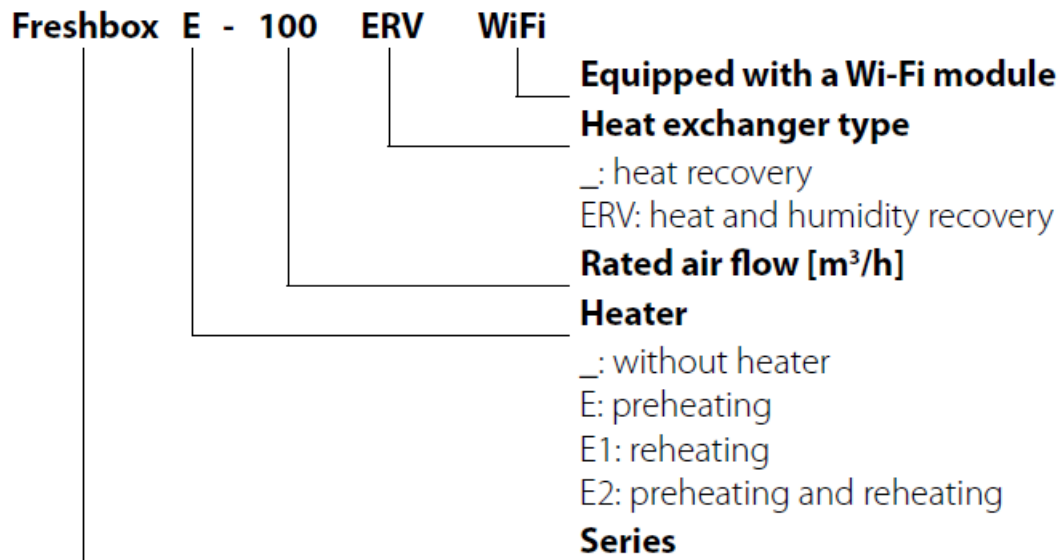 Freshbox E - 100 ERV WiFi
Equipped with a Wi-Fi module
Heat exchanger type
_: heat recovery
ERV: heat and humidity recovery
Rated air flow [m³/h]
Heater
_: without heater
E: preheating
E1: reheating
E2: preheating and reheating
Series